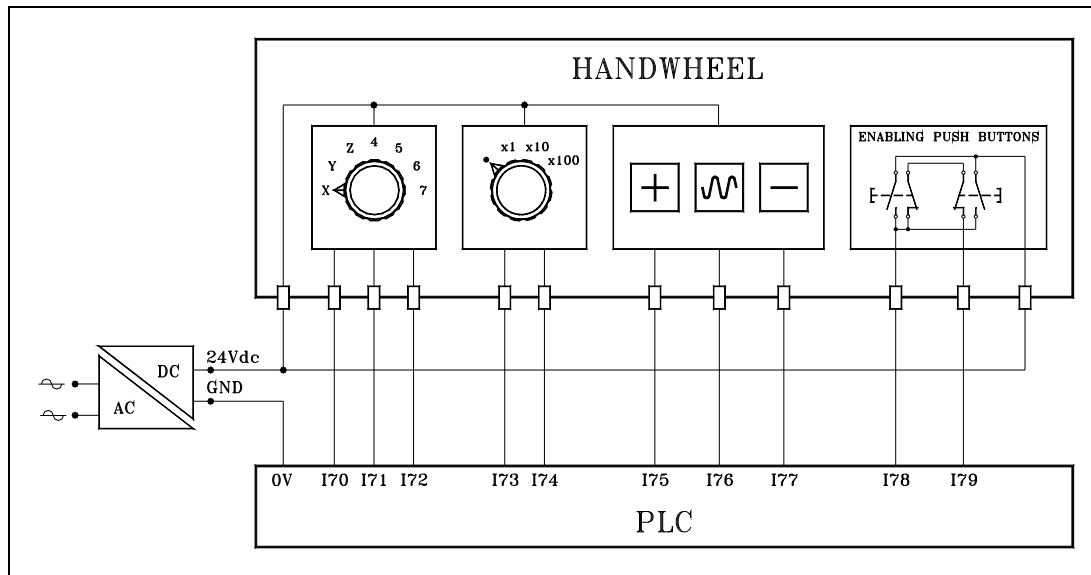 HANDWHEEL
X Y Z 4 5 6 7
• x1 x10 x100
+ −
ENABLING PUSH BUTTONS
24Vdc
DC
GND
AC
0V I70 I71 I72 I73 I74 I75 I76 I77 I78 I79
PLC